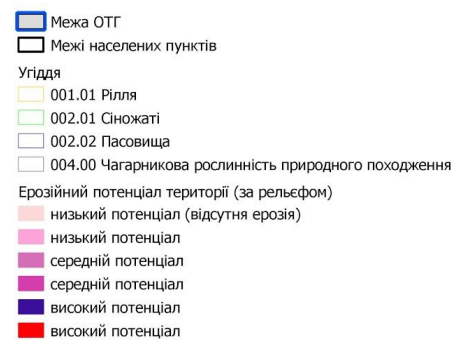 Межа ОТГ
Межі населених пунктів
Угіддя
001.01 Рілля
002.01 Сіножаті
002.02 Пасовища
004.00 Чагарникова рослинність природного походження
Ерозійний потенціал території (за рельєфом)
низький потенціал (відсутня ерозія)
низький потенціал
середній потенціал
середній потенціал
високий потенціал
високий потенціал